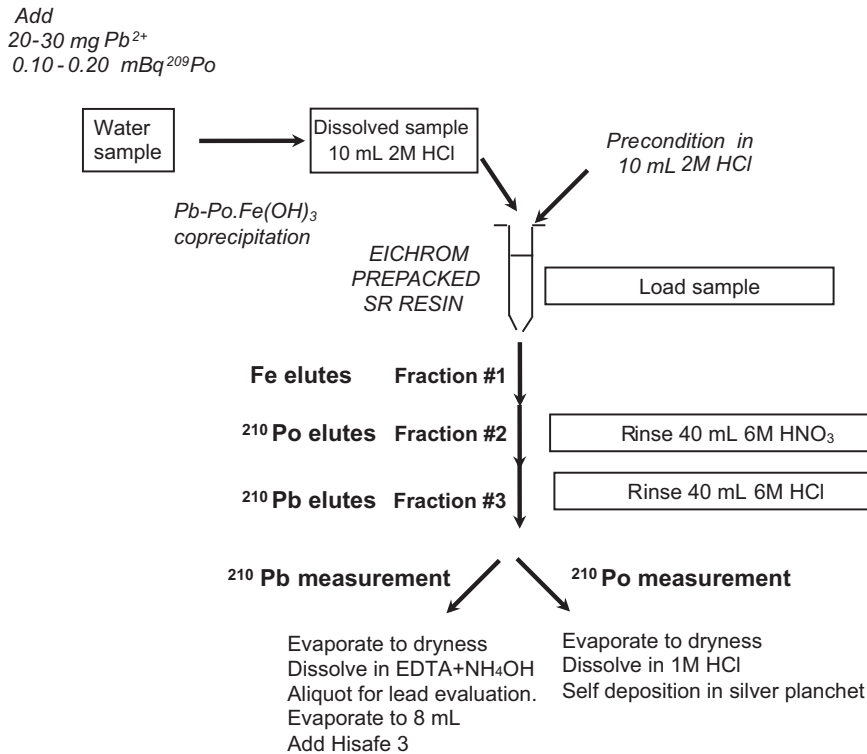 Add
20-30 mg Pb²⁺
0.10-0.20 mBq ²⁰⁹Po
Water
sample
Dissolved sample
10 mL 2M HCl
Precondition in
10 mL 2M HCl
Pb-Po.Fe(OH)₃
coprecipitation
EICHROM
PREPACKED
SR RESIN
Load sample
Fe elutes Fraction #1
²¹⁰Po elutes Fraction #2
Rinse 40 mL 6M HNO₃
²¹⁰Pb elutes Fraction #3
Rinse 40 mL 6M HCl
²¹⁰Pb measurement
²¹⁰Po measurement
Evaporate to dryness
Dissolve in EDTA+NH₄OH
Aliquot for lead evaluation.
Evaporate to 8 mL
Add Hisafe 3
Evaporate to dryness
Dissolve in 1M HCl
Self deposition in silver planchet